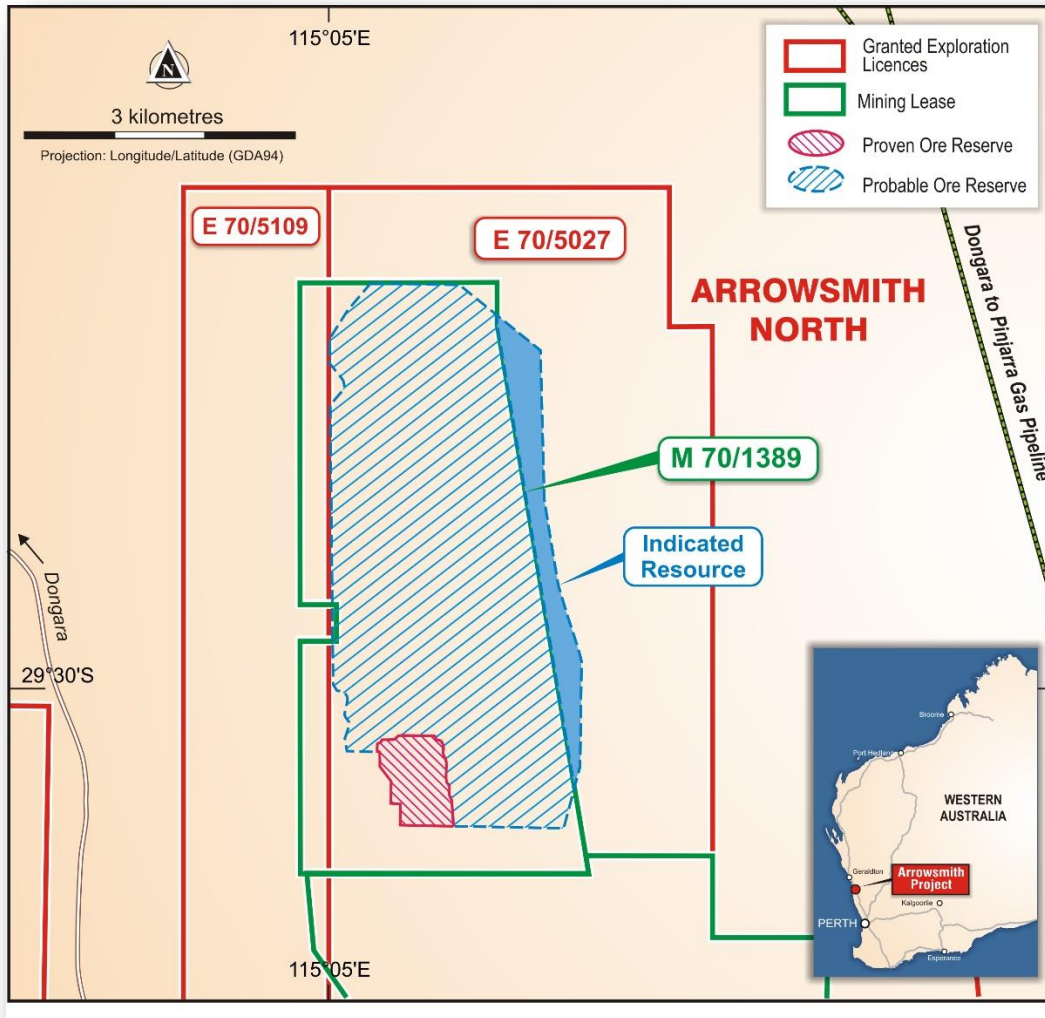 115°05'E
N
3 kilometres
Projection: Longitude/Latitude (GDA94)
Granted Exploration
Licences
Mining Lease
Proven Ore Reserve
Probable Ore Reserve
E 70/5109
E 70/5027
ARROWSMITH
NORTH
Dongara to Pinjarra Gas Pipeline
M 70/1389
Indicated
Resource
Dongara
29°30'S
115°05'E
Broome
Port Hedland
WESTERN
AUSTRALIA
Geraldton
Arrowsmith
Project
Kalgoorlie
PERTH
Esperance